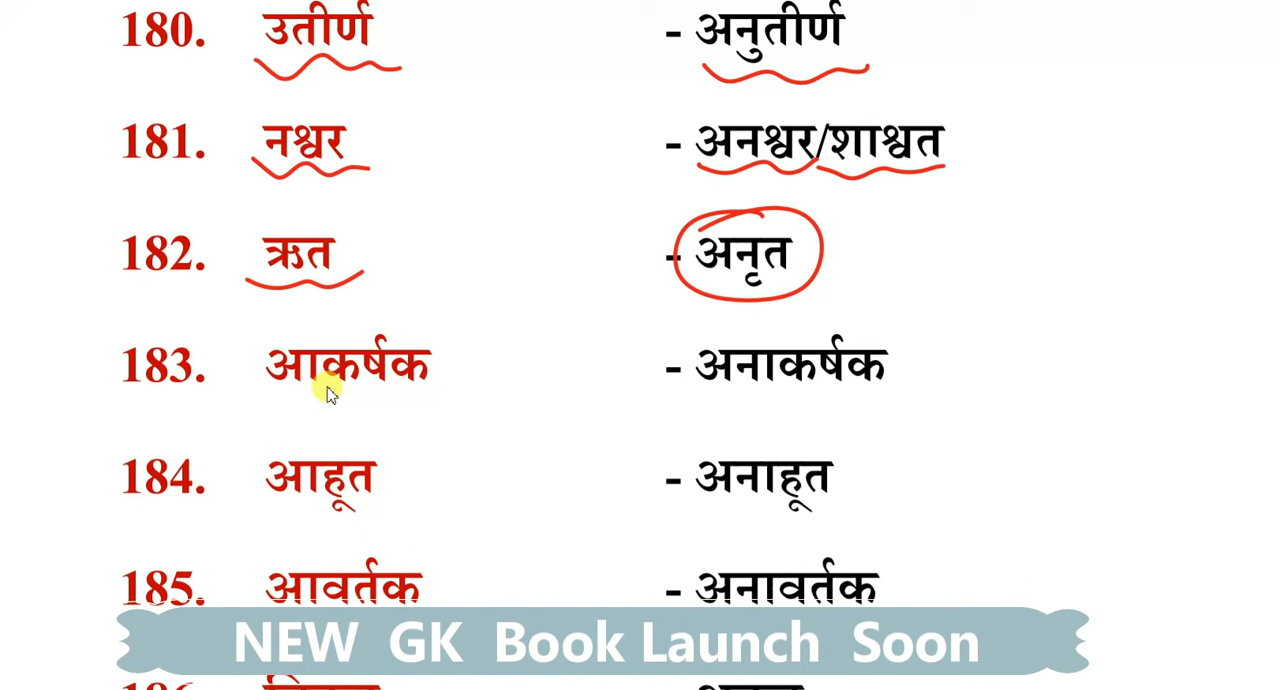 180. उतीर्ण - अनुतीर्ण
181. नश्वर - अनश्वर/शाश्वत
182. ऋत - अनृत
183. आकर्षक - अनाकर्षक
184. आहूत - अनाहूत
185. आवर्तक - अनावर्तक
NEW GK Book Launch Soon